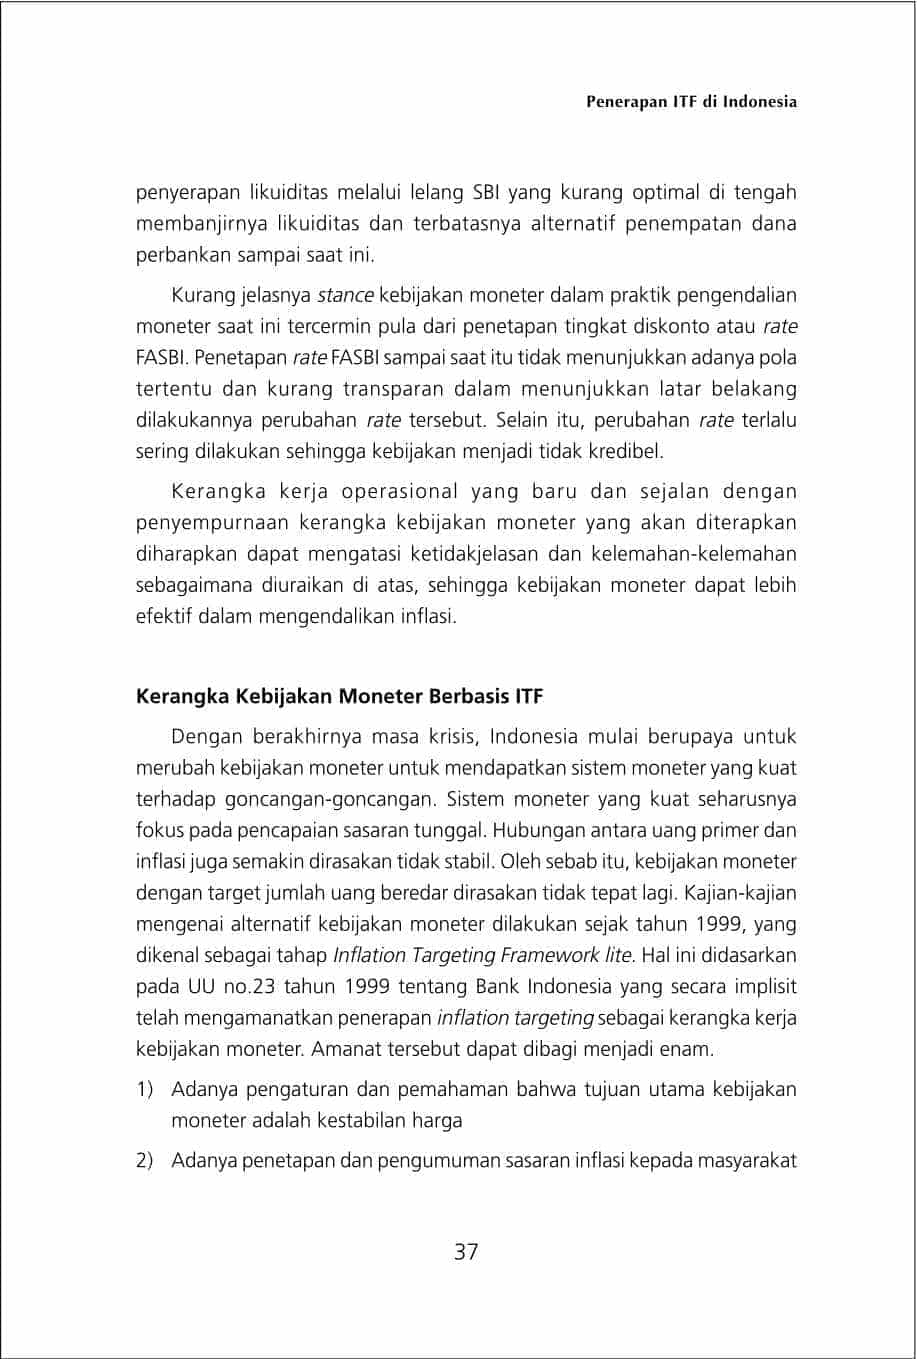 Penerapan ITF di Indonesia
penyerapan likuiditas melalui lelang SBI yang kurang optimal di tengah
membanjirnya likuiditas dan terbatasnya alternatif penempatan dana
perbankan sampai saat ini.
Kurang jelasnya stance kebijakan moneter dalam praktik pengendalian
moneter saat ini tercermin pula dari penetapan tingkat diskonto atau rate
FASBI. Penetapan rate FASBI sampai saat itu tidak menunjukkan adanya pola
tertentu dan kurang transparan dalam menunjukkan latar belakang
dilakukannya perubahan rate tersebut. Selain itu, perubahan rate terlalu
sering dilakukan sehingga kebijakan menjadi tidak kredibel.
Kerangka kerja operasional yang baru dan sejalan dengan
penyempurnaan kerangka kebijakan moneter yang akan diterapkan
diharapkan dapat mengatasi ketidakjelasan dan kelemahan-kelemahan
sebagaimana diuraikan di atas, sehingga kebijakan moneter dapat lebih
efektif dalam mengendalikan inflasi.
Kerangka Kebijakan Moneter Berbasis ITF
Dengan berakhirnya masa krisis, Indonesia mulai berupaya untuk
merubah kebijakan moneter untuk mendapatkan sistem moneter yang kuat
terhadap goncangan-goncangan. Sistem moneter yang kuat seharusnya
fokus pada pencapaian sasaran tunggal. Hubungan antara uang primer dan
inflasi juga semakin dirasakan tidak stabil. Oleh sebab itu, kebijakan moneter
dengan target jumlah uang beredar dirasakan tidak tepat lagi. Kajian-kajian
mengenai alternatif kebijakan moneter dilakukan sejak tahun 1999, yang
dikenal sebagai tahap Inflation Targeting Framework lite. Hal ini didasarkan
pada UU no.23 tahun 1999 tentang Bank Indonesia yang secara implisit
telah mengamanatkan penerapan inflation targeting sebagai kerangka kerja
kebijakan moneter. Amanat tersebut dapat dibagi menjadi enam.
1) Adanya pengaturan dan pemahaman bahwa tujuan utama kebijakan
moneter adalah kestabilan harga
2) Adanya penetapan dan pengumuman sasaran inflasi kepada masyarakat
37